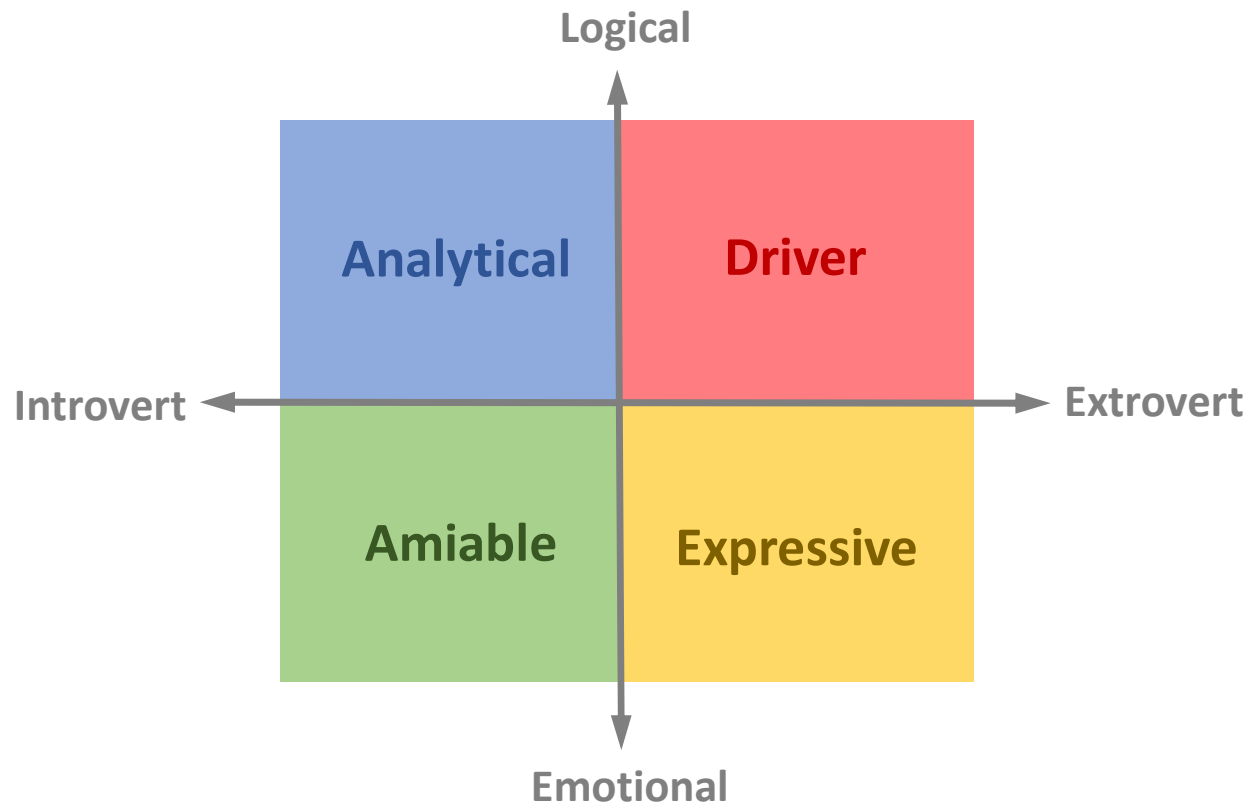 Logical
Analytical
Driver
Introvert
Extrovert
Amiable
Expressive
Emotional